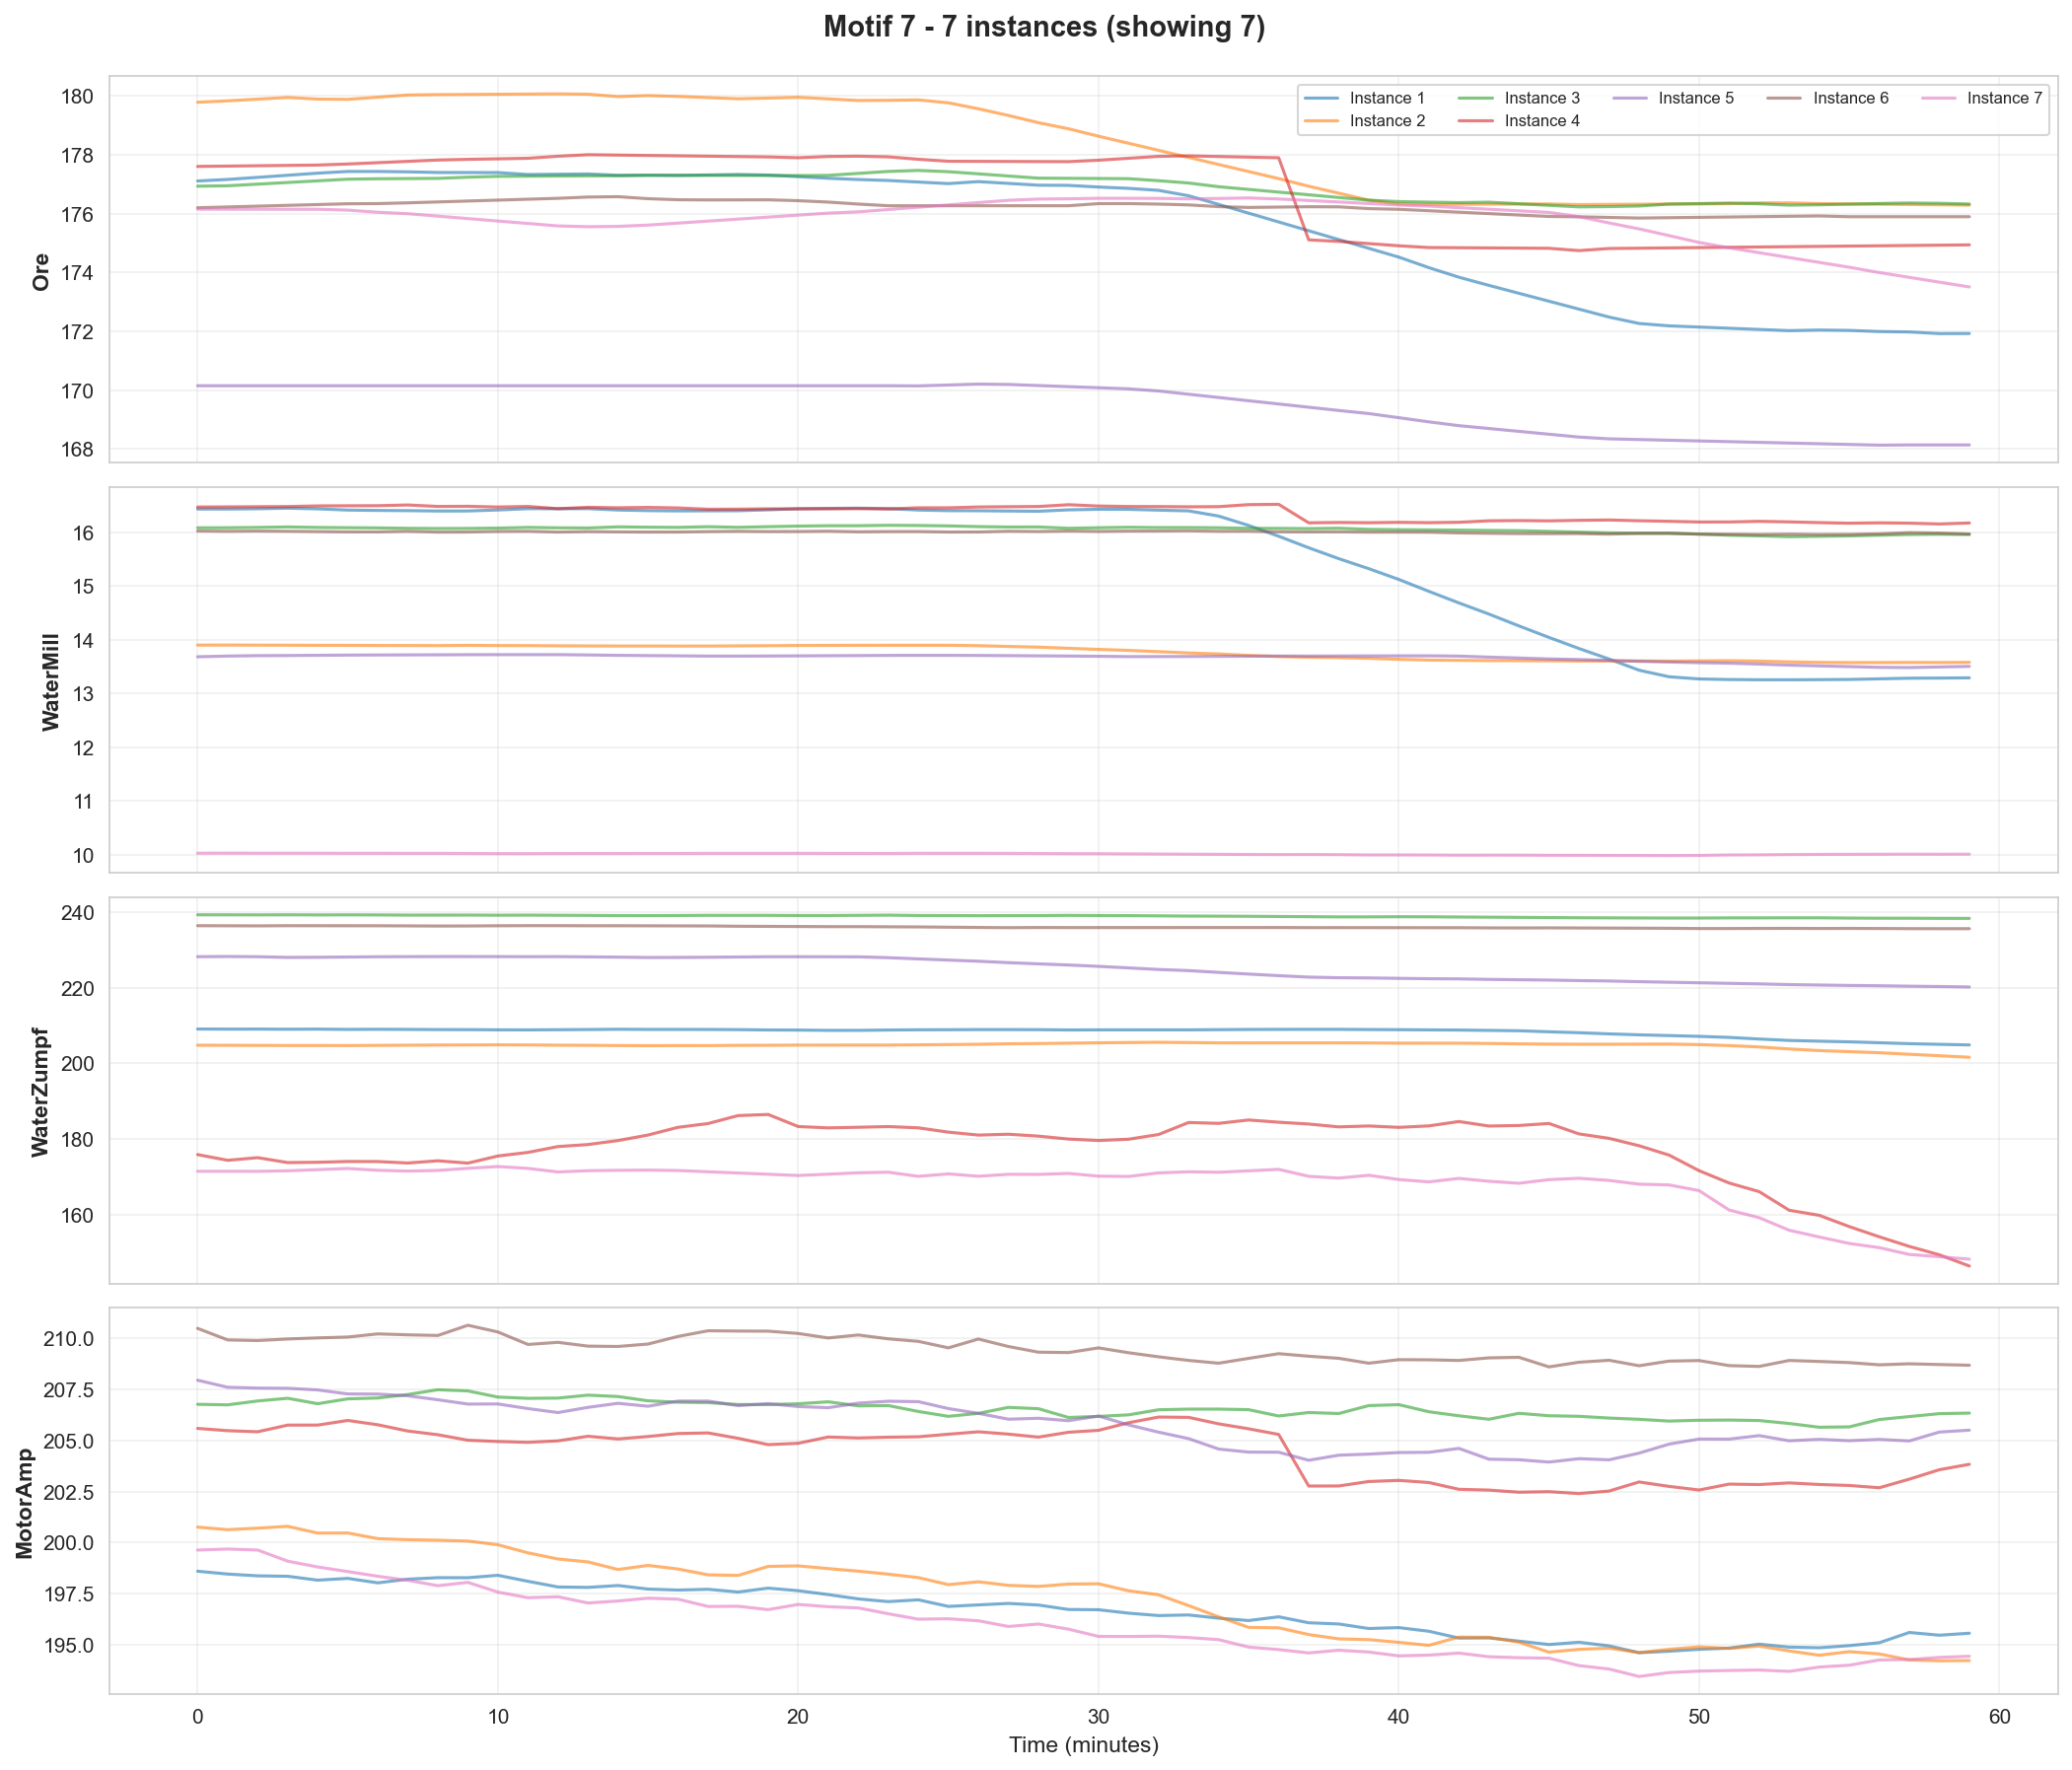 Motif 7 - 7 instances (showing 7)
Instance 1 Instance 3 Instance 5 Instance 6 Instance 7
Instance 2 Instance 4
Ore
180
178
176
174
172
170
168
WaterMill
16
15
14
13
12
11
10
WaterZumpf
240
220
200
180
160
MotorAmp
210.0
207.5
205.0
202.5
200.0
197.5
195.0
0 10 20 30 40 50 60
Time (minutes)